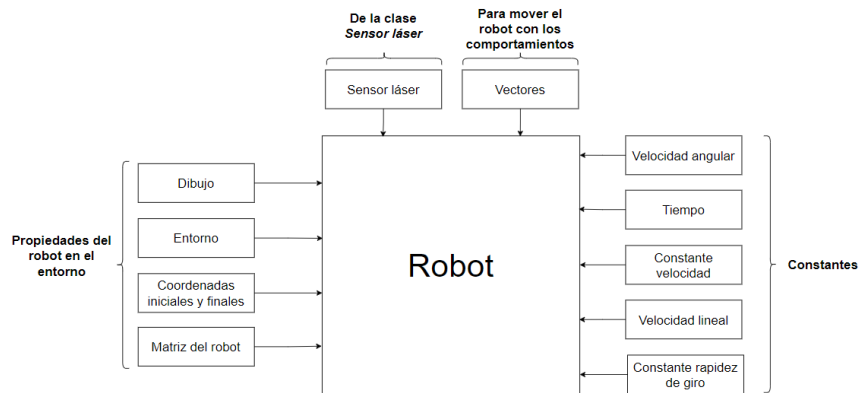 De la clase
Sensor láser
Para mover el
robot con los
comportamientos
Sensor láser
Vectores
Propiedades del
robot en el
entorno
Dibujo
Entorno
Coordenadas
iniciales y finales
Matriz del robot
Robot
Velocidad angular
Tiempo
Constante
velocidad
Velocidad lineal
Constante rapidez
de giro
Constantes